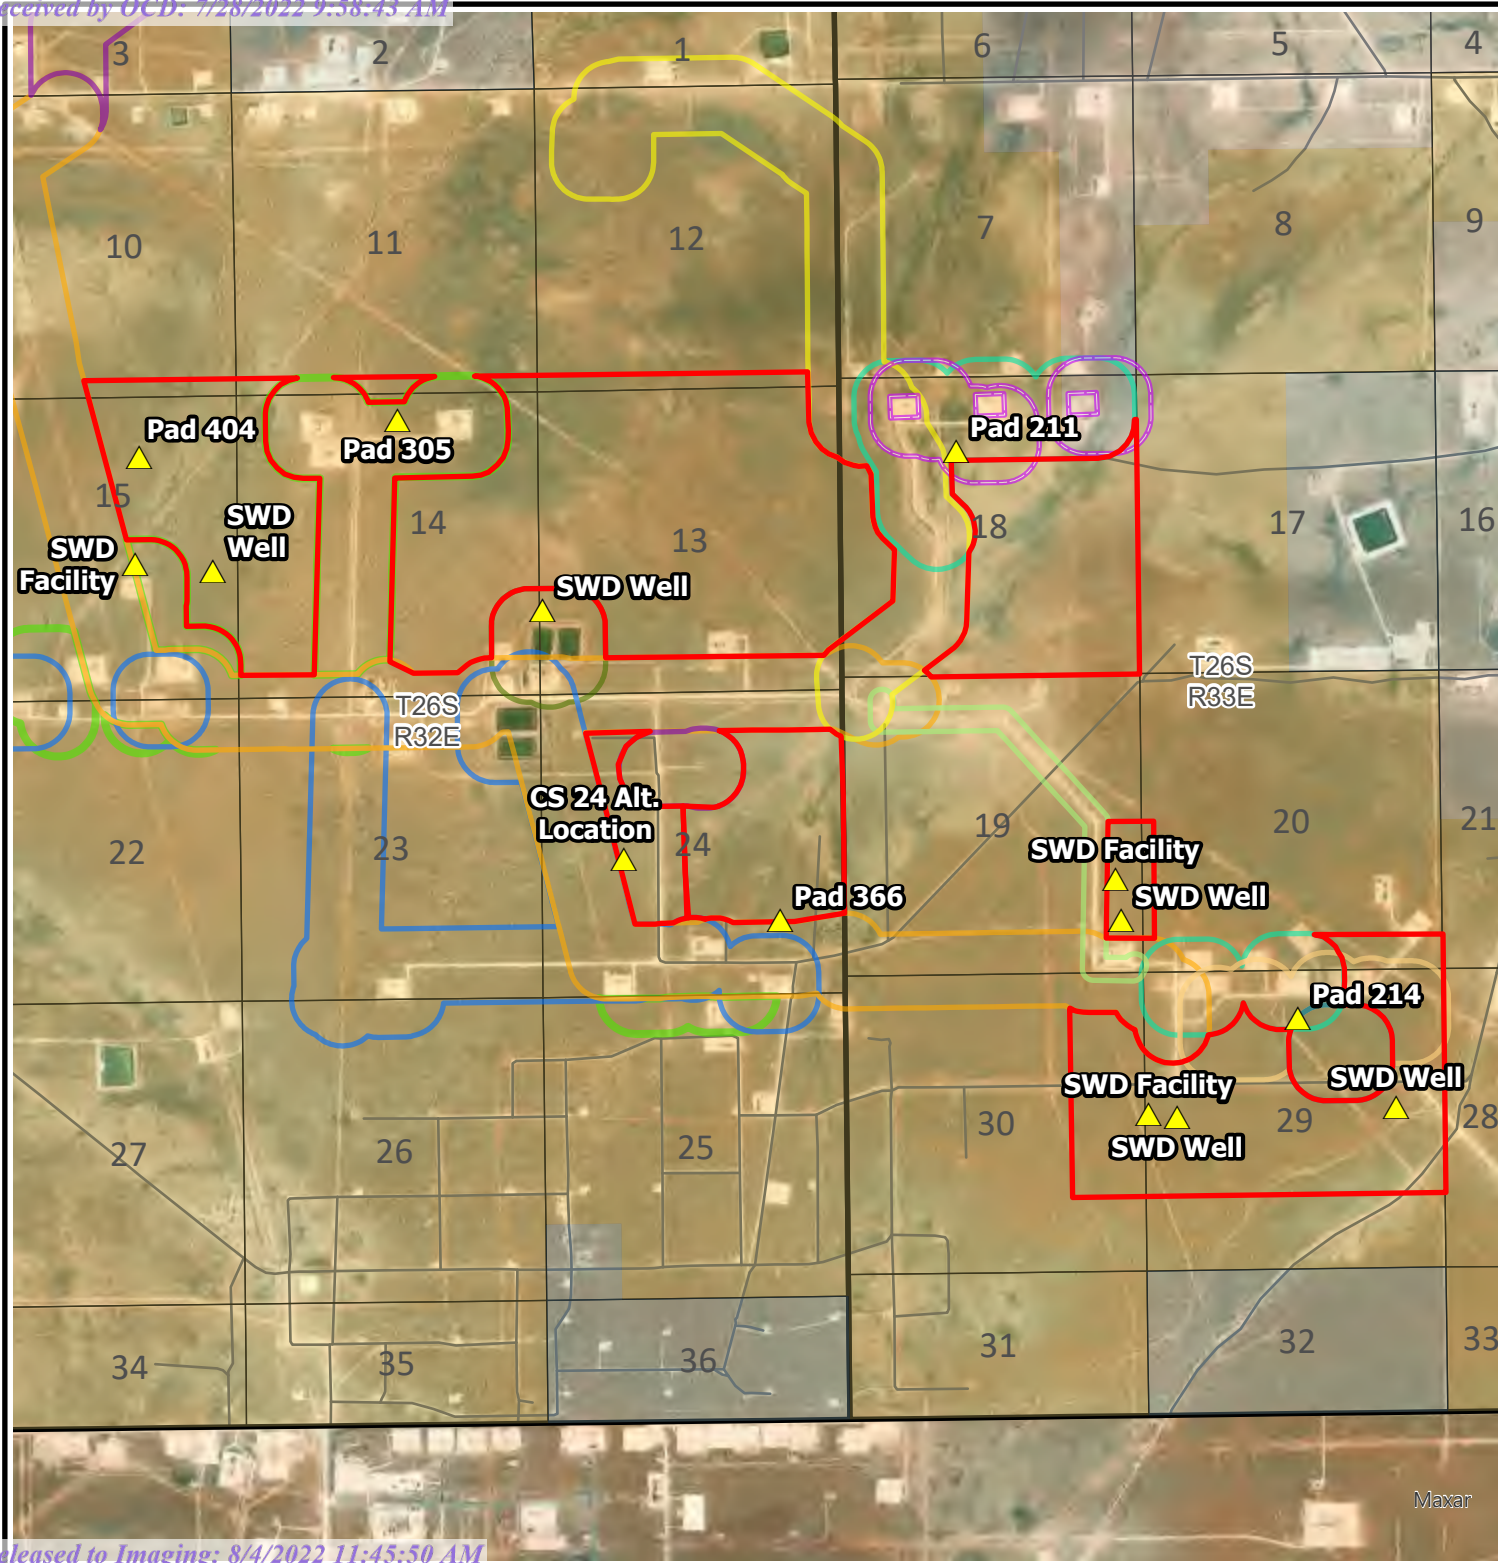 eceived by OCD: 7/28/2022 9:58:43 AM
3
2
1
6
5
4
10
11
12
7
8
9
Pad 404
Pad 305
Pad 211
15
SWD
Well
14
13
18
17
16
SWD
Facility
SWD Well
T26S
R32E
T26S
R33E
CS 24 Alt.
Location
22
23
24
19
20
21
SWD Facility
Pad 366
SWD Well
Pad 214
SWD Facility
SWD Well
27
26
25
30
29
28
SWD Well
34
35
36
31
32
33
Maxar
eleased to Imaging: 8/4/2022 11:45:50 AM